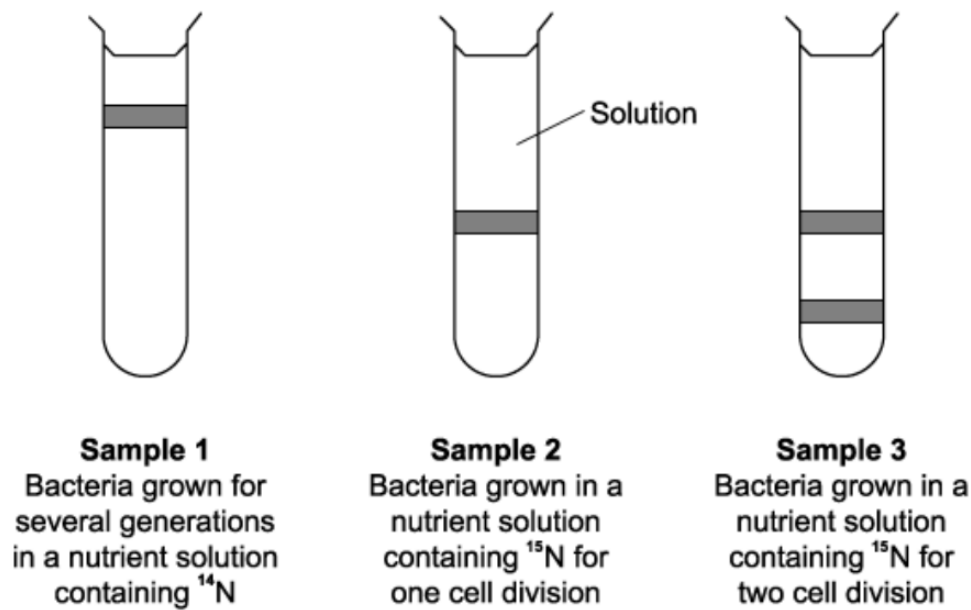 Solution
Sample 1
Bacteria grown for
several generations
in a nutrient solution
containing ¹⁴N
Sample 2
Bacteria grown in a
nutrient solution
containing ¹⁵N for
one cell division
Sample 3
Bacteria grown in a
nutrient solution
containing ¹⁵N for
two cell division